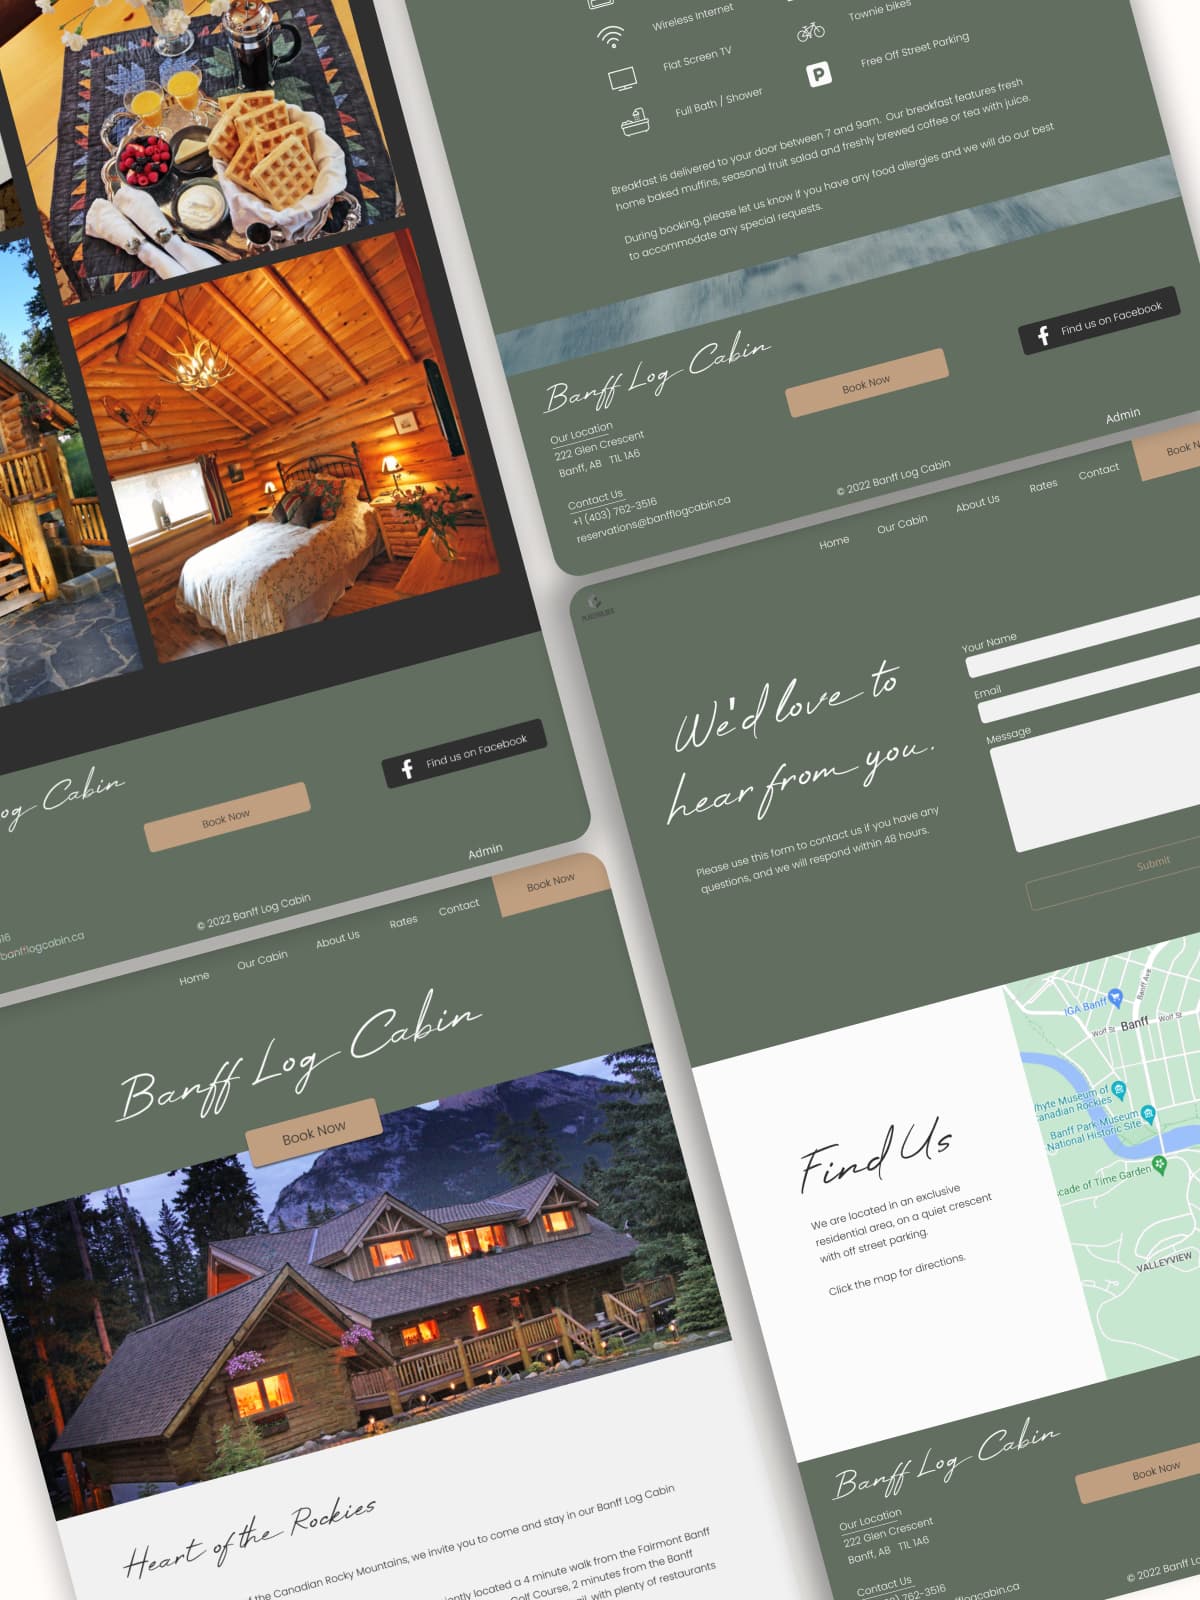 Wireless Internet
Townie bikes
Flat Screen TV
Free Off Street Parking
P
Full Bath / Shower
Breakfast is delivered to your door between 7 and 9am. Our breakfast features fresh
home baked muffins, seasonal fruit salad and freshly brewed coffee or tea with juice.
During booking, please let us know if you have any food allergies and we will do our best
to accommodate any special requests.
Banff Log Cabin
Book Now
Find us on Facebook
Our Location
222 Glen Crescent
Banff, AB T1L 1A6
Contact Us
+1 (403) 762-3516
reservations@banfflogcabin.ca
Admin
© 2022 Banff Log Cabin
Home
Our Cabin
About Us
Rates
Contact
Book
We'd love to
hear from you.
Please use this form to contact us if you have any
questions, and we will respond within 48 hours.
Your Name
Email
Message
Submit
Find Us
We are located in an exclusive
residential area, on a quiet crescent
with off street parking.
Click the map for directions.
IGA Banff
Banff Ave
Wolf St
Banff
Wolf St
Whyte Museum of
Canadian Rockies
Banff Park Museum
National Historic Site
cade of Time Garden
VALLEYVIEW
Banff Log Cabin
Book Now
Our Location
222 Glen Crescent
Banff, AB T1L 1A6
Contact Us
762-3516
flogcabin.ca
© 2022 Banff
og Cabin
Book Now
Find us on Facebook
Admin
516
banfflogcabin.ca
© 2022 Banff Log Cabin
Home
Our Cabin
About Us
Rates
Contact
Book Now
Banff Log Cabin
Book Now
Heart of the Rockies
of the Canadian Rocky Mountains, we invite you to come and stay in our Banff Log Cabin
ently located a 4 minute walk from the Fairmont Banff
Golf Course, 2 minutes from the Banff
with plenty of restaurants